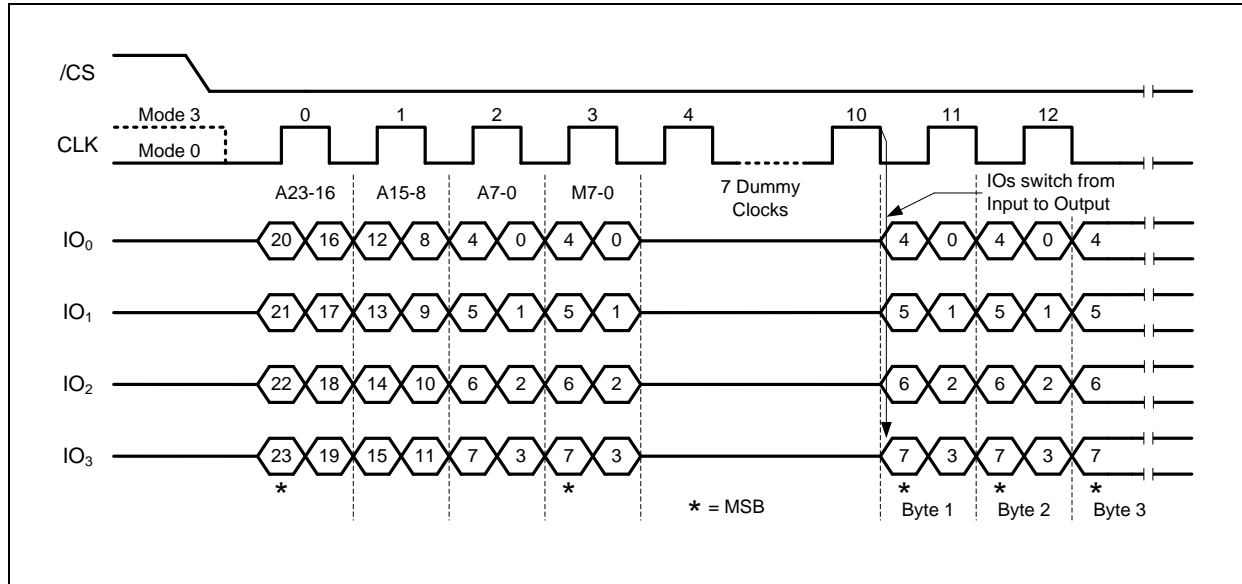 /CS
Mode 3 0 1 2 3 4 10 11 12
CLK
Mode 0
A23-16 A15-8 A7-0 M7-0 7 Dummy
Clocks
IOs switch from
Input to Output
IO₀ 20 16 12 8 4 0 4 0 4 0 4 0 4
IO₁ 21 17 13 9 5 1 5 1 5 1 5 1 5
IO₂ 22 18 14 10 6 2 6 2 6 2 6 2 6
IO₃ 23 19 15 11 7 3 7 3 7 3 7 3 7
* * * * *
* = MSB
Byte 1 Byte 2 Byte 3